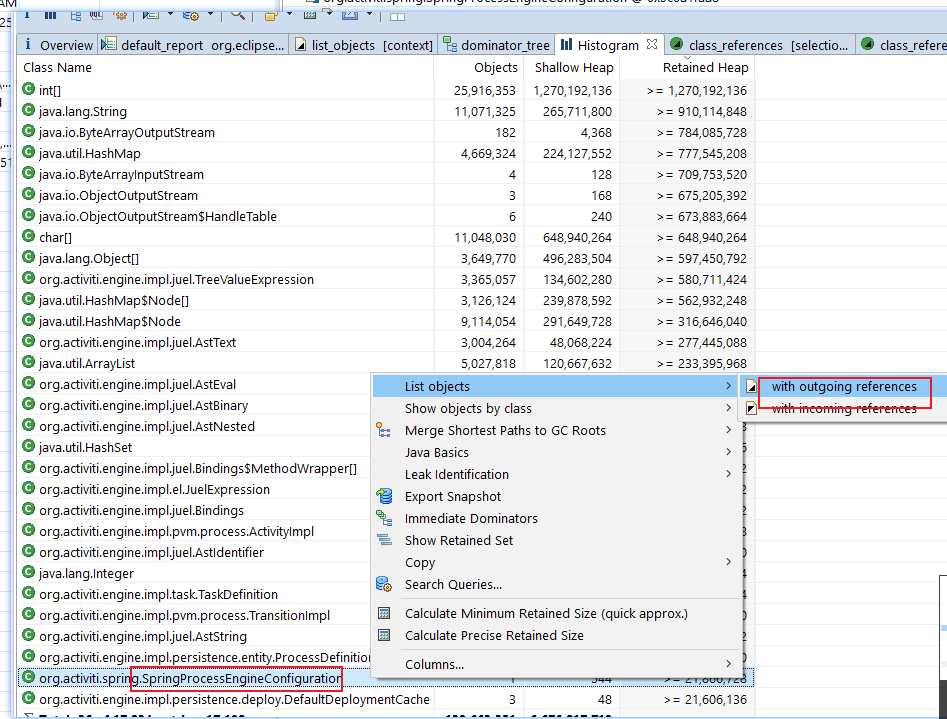 org.activiti.spring.SpringProcessEngineConfiguration @
Overview default_report org.eclipse... list_objects [context] dominator_tree Histogram class_references [selectio... class_refere
Class Name Objects Shallow Heap Retained Heap
int[] 25,916,353 1,270,192,136 >= 1,270,192,136
java.lang.String 11,071,325 265,711,800 >= 910,114,848
java.io.ByteArrayOutputStream 182 4,368 >= 784,085,728
java.util.HashMap 4,669,324 224,127,552 >= 777,545,208
java.io.ByteArrayInputStream 4 128 >= 709,753,520
java.io.ObjectOutputStream 3 168 >= 675,205,392
java.io.ObjectOutputStream$HandleTable 6 240 >= 673,883,664
char[] 11,048,030 648,940,264 >= 648,940,264
java.lang.Object[] 3,649,770 496,283,504 >= 597,450,792
org.activiti.engine.impl.juel.TreeValueExpression 3,365,057 134,602,280 >= 580,711,424
java.util.HashMap$Node[] 3,126,124 239,878,592 >= 562,932,248
java.util.HashMap$Node 9,114,054 291,649,728 >= 316,646,040
org.activiti.engine.impl.juel.AstText 3,004,264 48,068,224 >= 277,445,088
java.util.ArrayList 5,027,818 120,667,632 >= 233,395,968
org.activiti.engine.impl.juel.AstEval List objects with outgoing references
org.activiti.engine.impl.juel.AstBinary Show objects by class with incoming references
org.activiti.engine.impl.juel.AstNested Merge Shortest Paths to GC Roots
java.util.HashSet Java Basics
org.activiti.engine.impl.juel.Bindings$MethodWrapper[] Leak Identification
org.activiti.engine.impl.el.JuelExpression Export Snapshot
org.activiti.engine.impl.juel.Bindings Immediate Dominators
org.activiti.engine.impl.pvm.process.ActivityImpl Show Retained Set
org.activiti.engine.impl.juel.AstIdentifier Copy
java.lang.Integer Search Queries...
org.activiti.engine.impl.task.TaskDefinition Calculate Minimum Retained Size (quick approx.)
org.activiti.engine.impl.pvm.process.TransitionImpl Calculate Precise Retained Size
org.activiti.engine.impl.juel.AstString
org.activiti.engine.impl.persistence.entity.ProcessDefinition Columns...
org.activiti.spring.SpringProcessEngineConfiguration 1 544 >= 21,866,728
org.activiti.engine.impl.persistence.deploy.DefaultDeploymentCache 3 48 >= 21,606,136